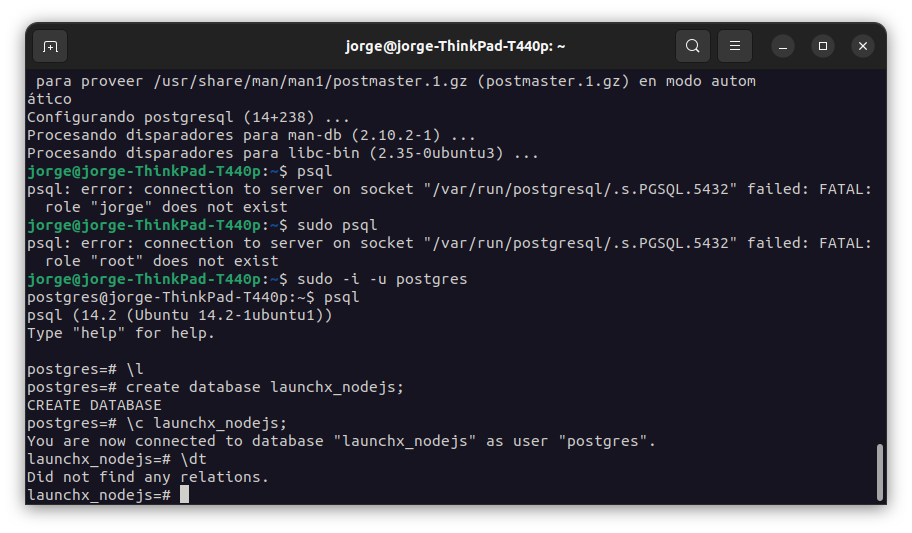 jorge@jorge-ThinkPad-T440p: ~
para proveer /usr/share/man/man1/postmaster.1.gz (postmaster.1.gz) en modo autom
ático
Configurando postgresql (14+238) ...
Procesando disparadores para man-db (2.10.2-1) ...
Procesando disparadores para libc-bin (2.35-0ubuntu3) ...
jorge@jorge-ThinkPad-T440p:~$ psql
psql: error: connection to server on socket "/var/run/postgresql/.s.PGSQL.5432" failed: FATAL:
role "jorge" does not exist
jorge@jorge-ThinkPad-T440p:~$ sudo psql
psql: error: connection to server on socket "/var/run/postgresql/.s.PGSQL.5432" failed: FATAL:
role "root" does not exist
jorge@jorge-ThinkPad-T440p:~$ sudo -i -u postgres
postgres@jorge-ThinkPad-T440p:~$ psql
psql (14.2 (Ubuntu 14.2-1ubuntu1))
Type "help" for help.
postgres=# \l
postgres=# create database launchx_nodejs;
CREATE DATABASE
postgres=# \c launchx_nodejs;
You are now connected to database "launchx_nodejs" as user "postgres".
launchx_nodejs=# \dt
Did not find any relations.
launchx_nodejs=#